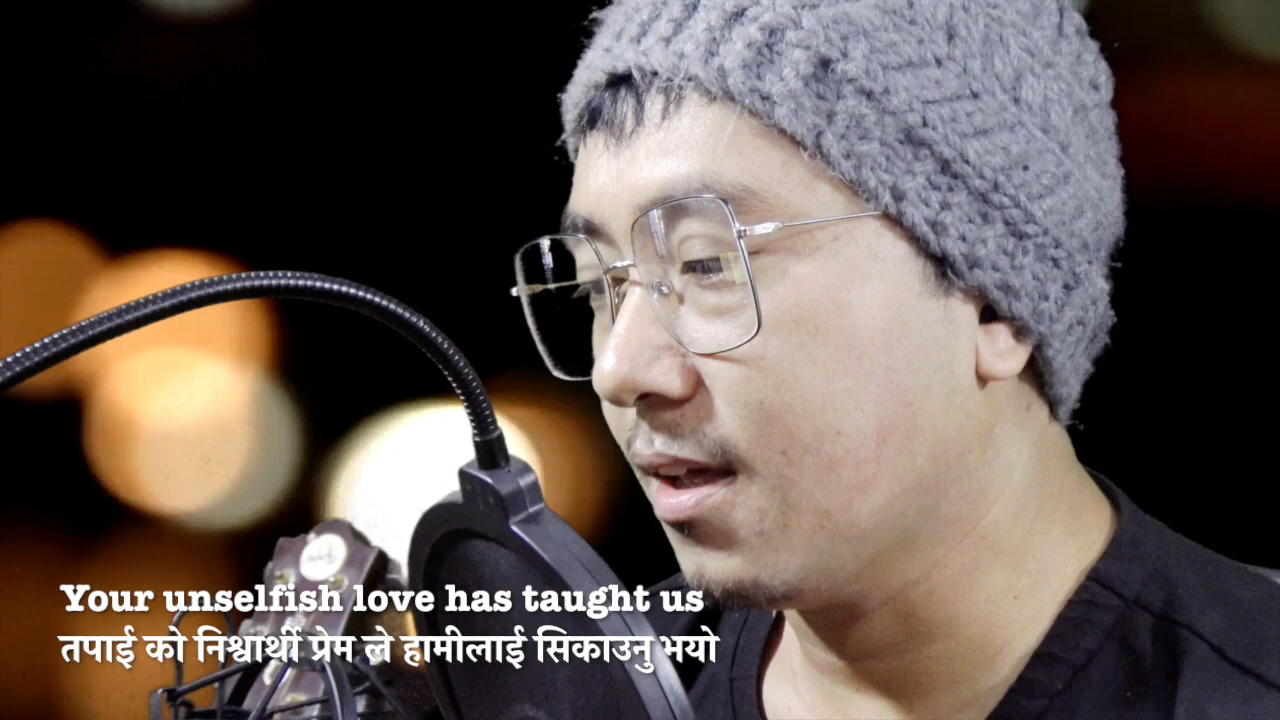 Your unselfish love has taught us
तपाई को निश्वार्थी प्रेम ले हामीलाई सिकाउनु भयो